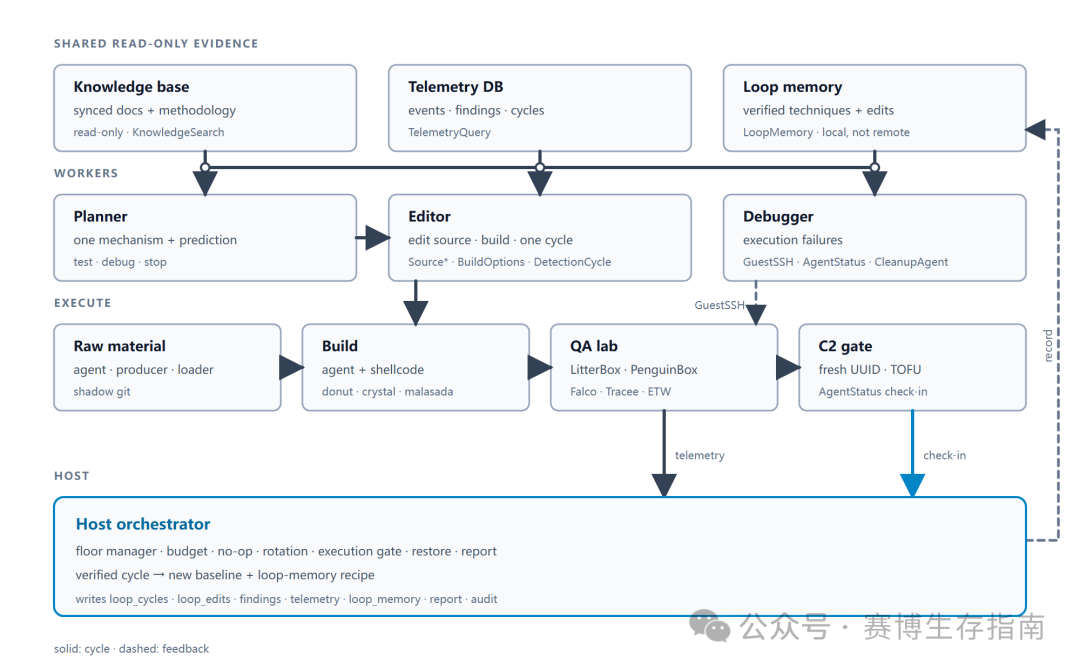 SHARED READ-ONLY EVIDENCE
Knowledge base
synced docs + methodology
read-only · KnowledgeSearch
Telemetry DB
events · findings · cycles
TelemetryQuery
Loop memory
verified techniques + edits
LoopMemory · local, not remote
WORKERS
Planner
one mechanism + prediction
test · debug · stop
Editor
edit source · build · one cycle
Source* · BuildOptions · DetectionCycle
Debugger
execution failures
GuestSSH · AgentStatus · CleanupAgent
EXECUTE
GuestSSH
Raw material
agent · producer · loader
shadow git
Build
agent + shellcode
donut · crystal · malasada
QA lab
LitterBox · PenguinBox
Falco · Tracee · ETW
C2 gate
fresh UUID · TOFU
AgentStatus check-in
record
telemetry
check-in
HOST
Host orchestrator
floor manager · budget · no-op · rotation · execution gate · restore · report
verified cycle → new baseline + loop-memory recipe
writes loop_cycles · loop_edits · findings · telemetry · loop_memory · report · audit
公众号 · 赛博生存指南
solid: cycle · dashed: feedback